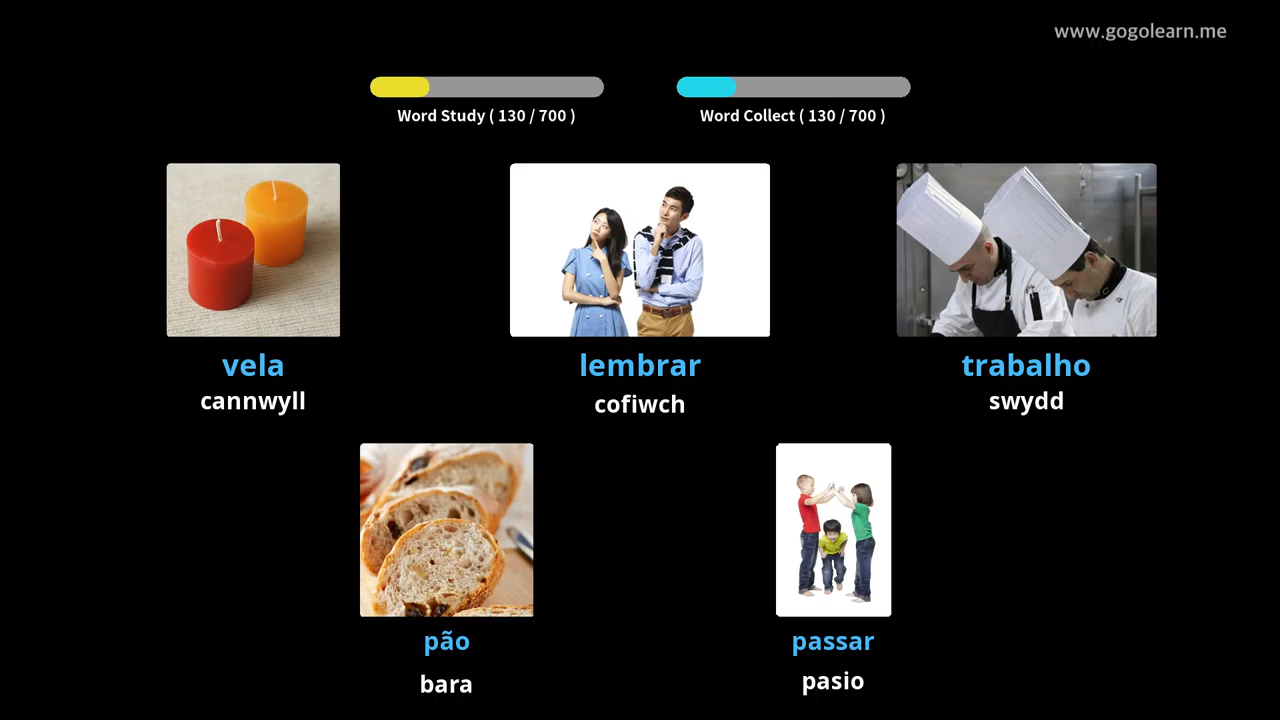 www.gogolearn.me
Word Study ( 130 / 700 )
Word Collect ( 130 / 700 )
vela
cannwyll
lembrar
cofiwch
trabalho
swydd
pão
bara
passar
pasio